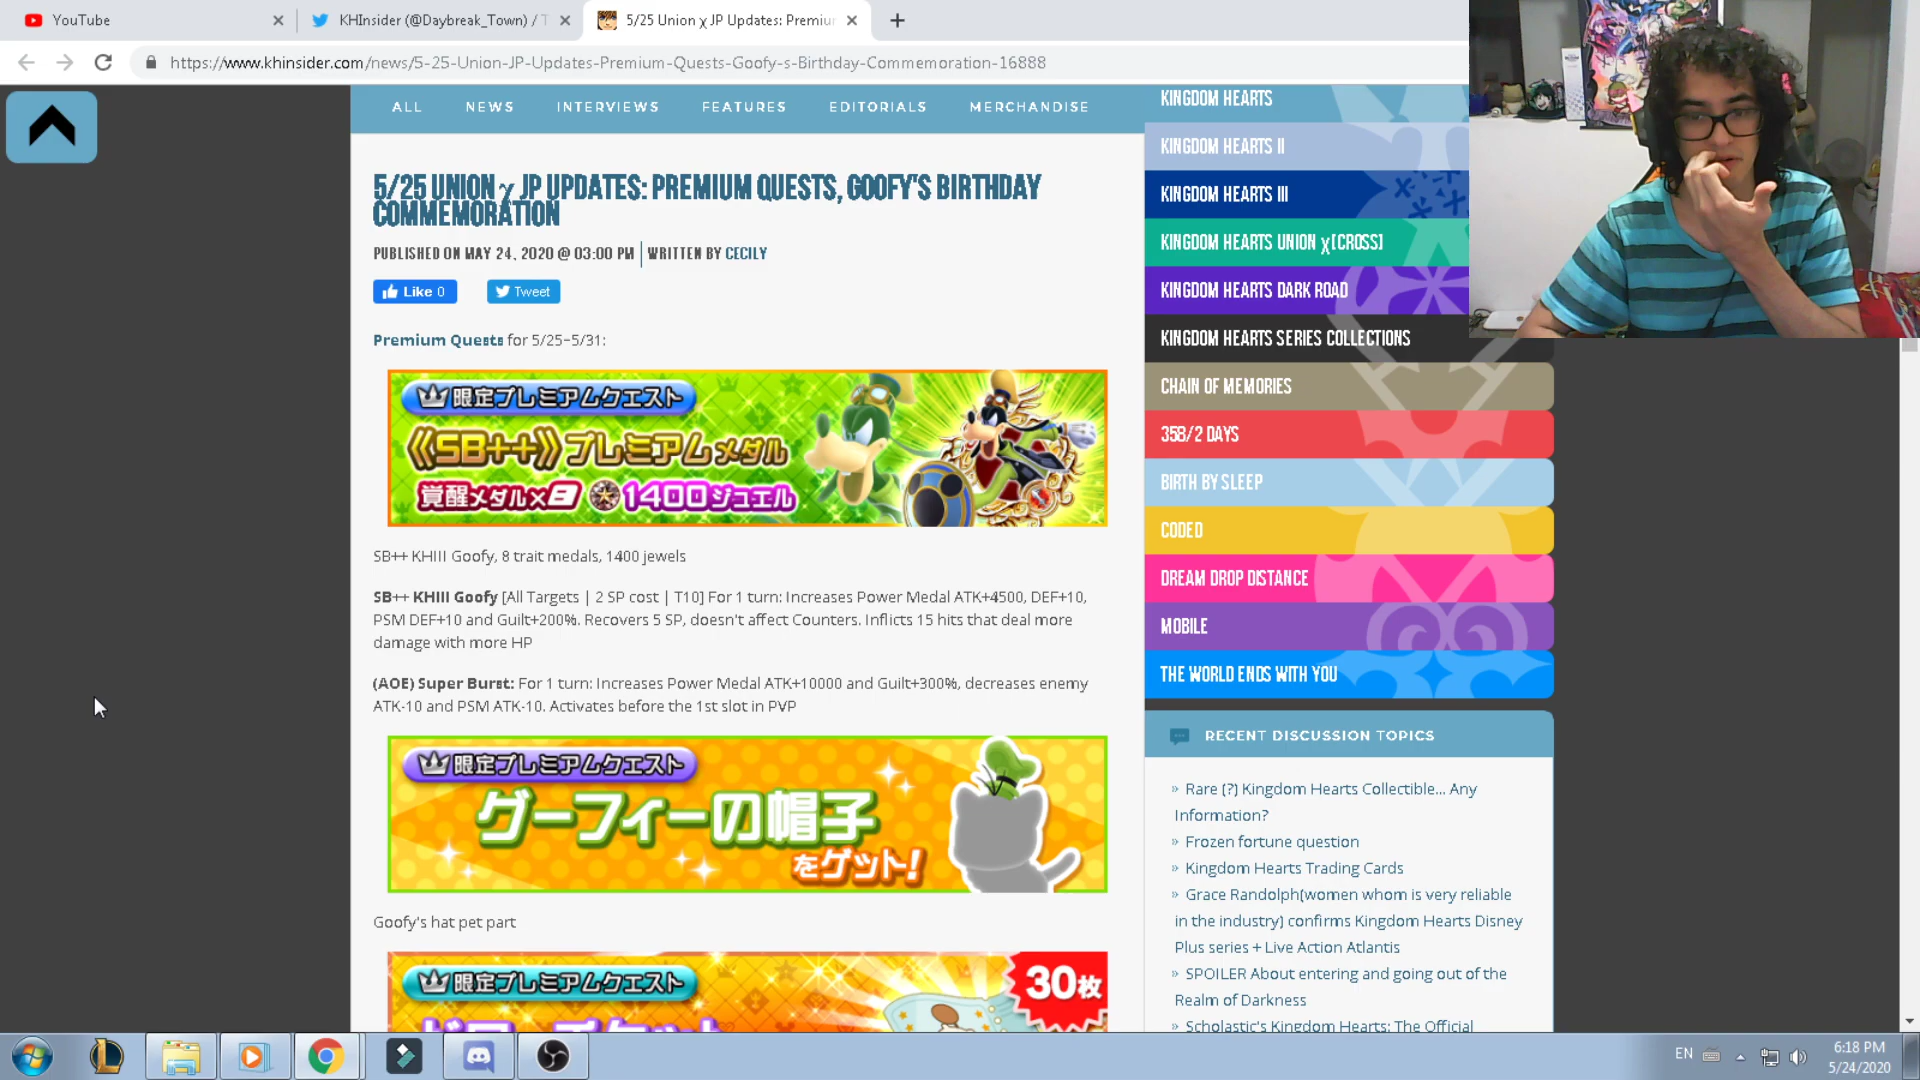 YouTube
KHInsider (@Daybreak_Town) / T
5/25 Union χ JP Updates: Premiu
https://www.khinsider.com/news/5-25-Union-JP-Updates-Premium-Quests-Goofy-s-Birthday-Commemoration-16888
ALL NEWS INTERVIEWS FEATURES EDITORIALS MERCHANDISE
5/25 UNION χ JP UPDATES: PREMIUM QUESTS, GOOFY'S BIRTHDAY
COMMEMORATION
PUBLISHED ON MAY 24, 2020 @ 03:00 PM | WRITTEN BY CECILY
Like 0
Tweet
Premium Quests for 5/25–5/31:
限定プレミアムクエスト
《SB++》プレミアムメダル
覚醒メダル×8 1400ジュエル
SB++ KHIII Goofy, 8 trait medals, 1400 jewels
SB++ KHIII Goofy [All Targets | 2 SP cost | T10] For 1 turn: Increases Power Medal ATK+4500, DEF+10,
PSM DEF+10 and Guilt+200%. Recovers 5 SP, doesn't affect Counters. Inflicts 15 hits that deal more
damage with more HP
(AOE) Super Burst: For 1 turn: Increases Power Medal ATK+10000 and Guilt+300%, decreases enemy
ATK-10 and PSM ATK-10. Activates before the 1st slot in PVP
限定プレミアムクエスト
グーフィーの帽子
をゲット!
Goofy's hat pet part
限定プレミアムクエスト
30枚
KINGDOM HEARTS
KINGDOM HEARTS II
KINGDOM HEARTS III
KINGDOM HEARTS UNION χ[CROSS]
KINGDOM HEARTS DARK ROAD
KINGDOM HEARTS SERIES COLLECTIONS
CHAIN OF MEMORIES
358/2 DAYS
BIRTH BY SLEEP
CODED
DREAM DROP DISTANCE
MOBILE
THE WORLD ENDS WITH YOU
RECENT DISCUSSION TOPICS
» Rare (?) Kingdom Hearts Collectible... Any
Information?
» Frozen fortune question
» Kingdom Hearts Trading Cards
» Grace Randolph(women whom is very reliable
in the industry) confirms Kingdom Hearts Disney
Plus series + Live Action Atlantis
» SPOILER About entering and going out of the
Realm of Darkness
» Scholastic's Kingdom Hearts: The Official
EN
6:18 PM
5/24/2020